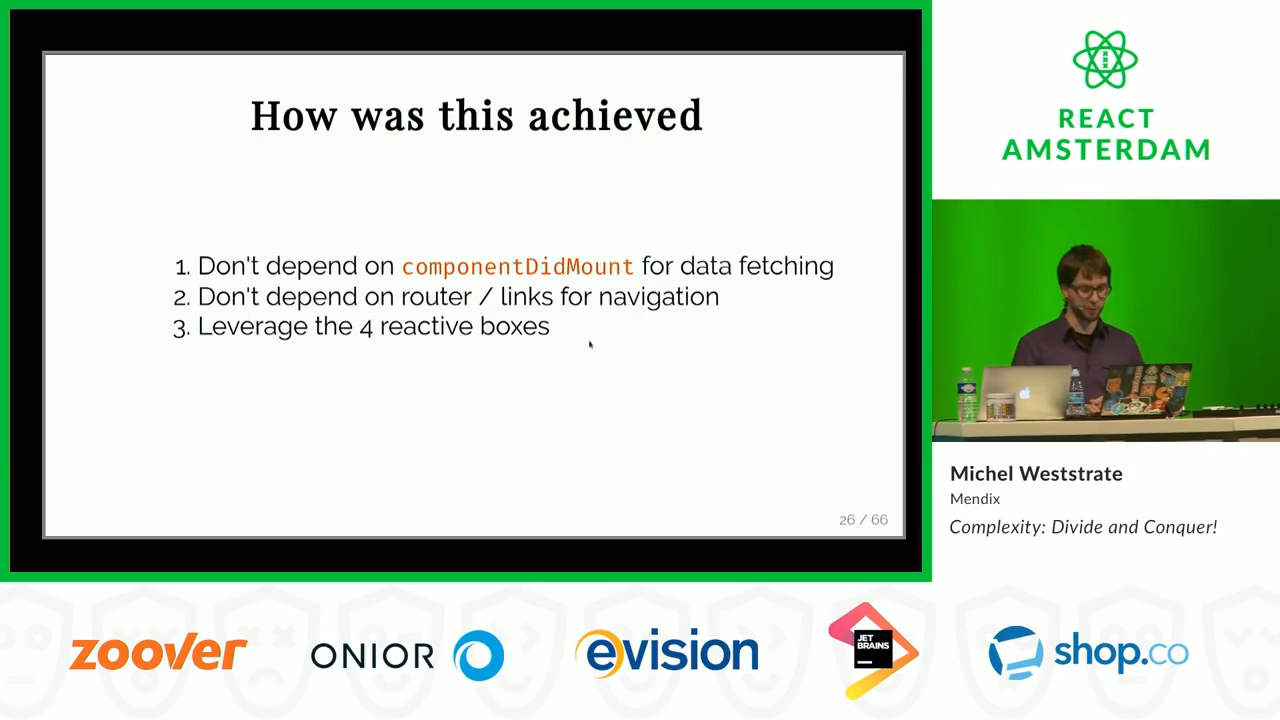 How was this achieved
1. Don't depend on componentDidMount for data fetching
2. Don't depend on router / links for navigation
3. Leverage the 4 reactive boxes
26 / 66
REACT
AMSTERDAM
Michel Weststrate
Mendix
Complexity: Divide and Conquer!
zoover
ONIOR
evision
JET
BRAINS
shop.co